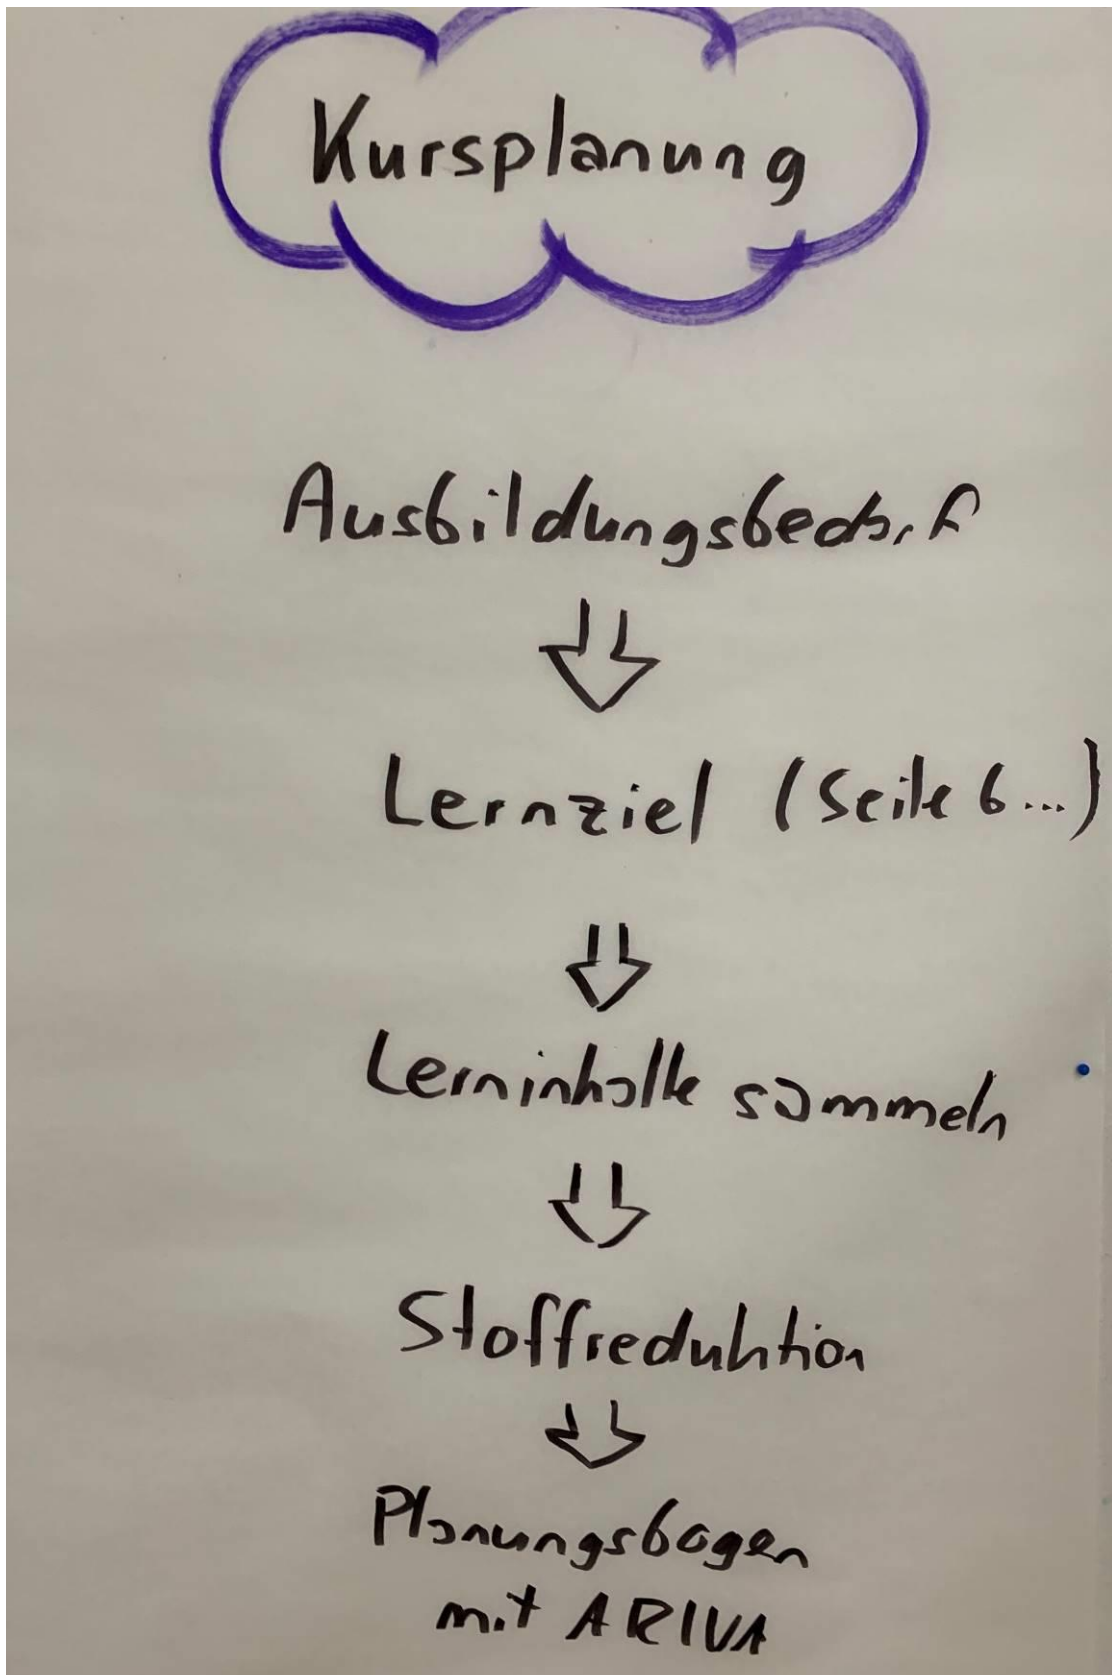 Kursplanung
Ausbildungsbedarf
Lernziel (Seite 6...)
Lerninhalte sammeln
Stoffreduktion
Planungsbogen
mit ARIVA